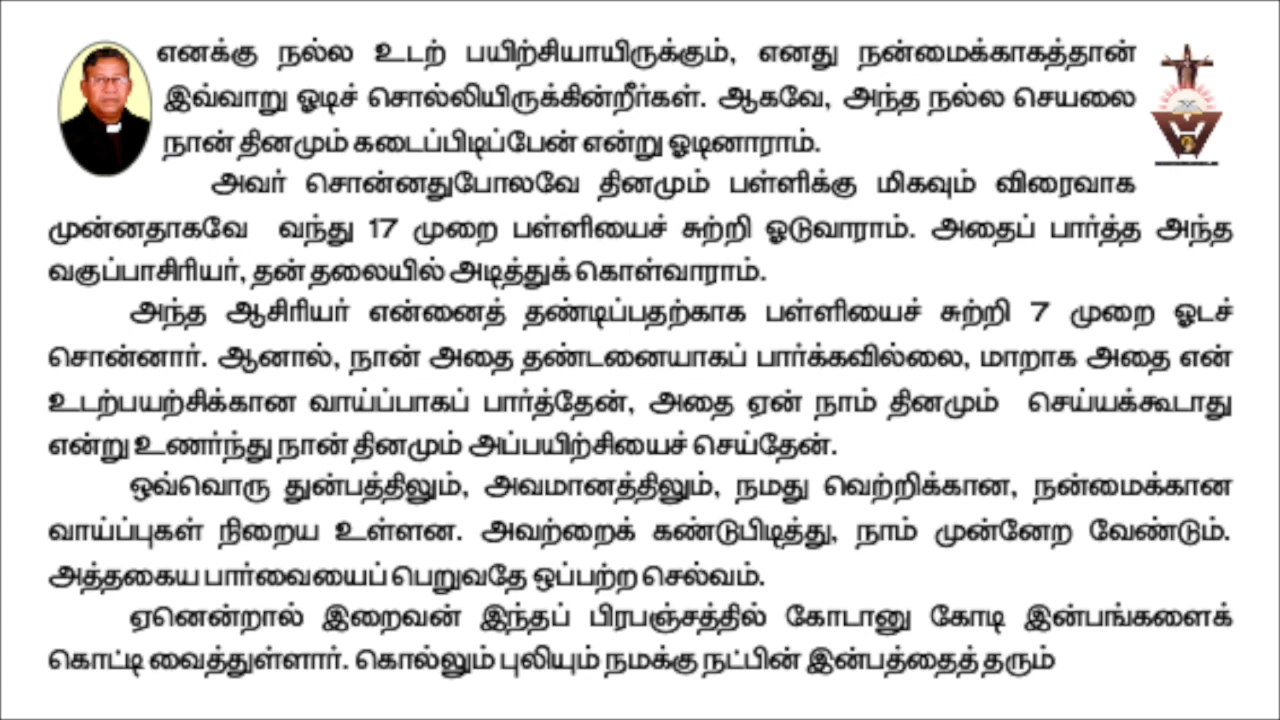 எனக்கு நல்ல உடற் பயிற்சியாயிருக்கும், எனது நன்மைக்காகத்தான்
இவ்வாறு ஓடிச் சொல்லியிருக்கின்றீர்கள். ஆகவே, அந்த நல்ல செயலை
நான் தினமும் கடைப்பிடிப்பேன் என்று ஓடினாராம்.
அவர் சொன்னதுபோலவே தினமும் பள்ளிக்கு மிகவும் விரைவாக
முன்னதாகவே வந்து 17 முறை பள்ளியைச் சுற்றி ஓடுவாராம். அதைப் பார்த்த அந்த
வகுப்பாசிரியர், தன் தலையில் அடித்துக் கொள்வாராம்.
அந்த ஆசிரியர் என்னைத் தண்டிப்பதற்காக பள்ளியைச் சுற்றி 7 முறை ஓடச்
சொன்னார். ஆனால், நான் அதை தண்டனையாகப் பார்க்கவில்லை, மாறாக அதை என்
உடற்பயற்சிக்கான வாய்ப்பாகப் பார்த்தேன், அதை ஏன் நாம் தினமும் செய்யக்கூடாது
என்று உணர்ந்து நான் தினமும் அப்பயிற்சியைச் செய்தேன்.
ஒவ்வொரு துன்பத்திலும், அவமானத்திலும், நமது வெற்றிக்கான, நன்மைக்கான
வாய்ப்புகள் நிறைய உள்ளன. அவற்றைக் கண்டுபிடித்து, நாம் முன்னேற வேண்டும்.
அத்தகைய பார்வையைப் பெறுவதே ஒப்பற்ற செல்வம்.
ஏனென்றால் இறைவன் இந்தப் பிரபஞ்சத்தில் கோடானு கோடி இன்பங்களைக்
கொட்டி வைத்துள்ளார். கொல்லும் புலியும் நமக்கு நட்பின் இன்பத்தைத் தரும்